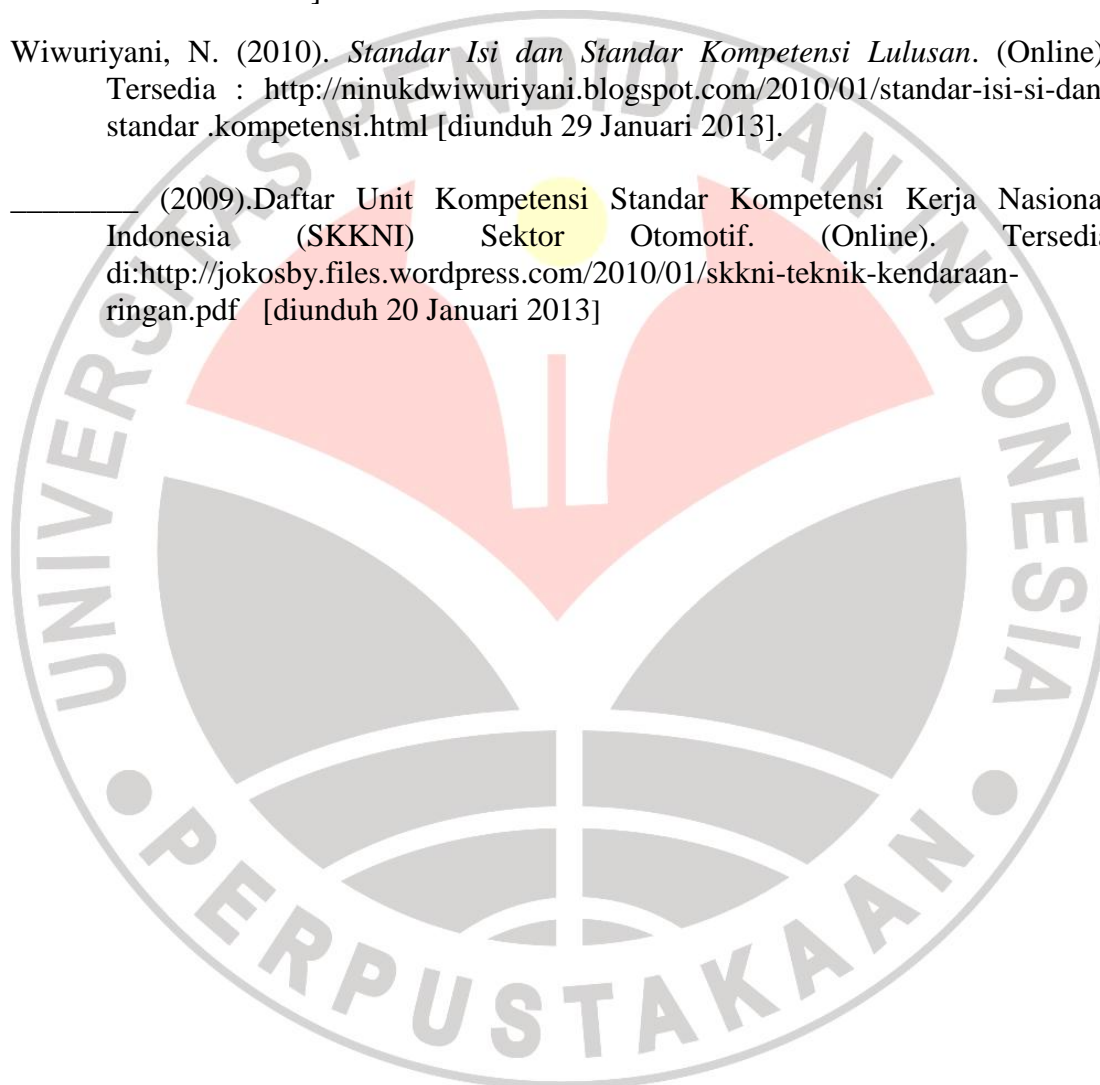 Wiwuriyani, N. (2010). Standar Isi dan Standar Kompetensi Lulusan. (Online)
Tersedia : http://ninukdwiwuriyani.blogspot.com/2010/01/standar-isi-si-dan
standar .kompetensi.html [diunduh 29 Januari 2013].
________ (2009).Daftar Unit Kompetensi Standar Kompetensi Kerja Nasiona
Indonesia (SKKNI) Sektor Otomotif. (Online). Tersedia
di:http://jokosby.files.wordpress.com/2010/01/skkni-teknik-kendaraan-
ringan.pdf [diunduh 20 Januari 2013]
UNIVERSITAS PENDIDIKAN INDONESIA
PERPUSTAKAAN